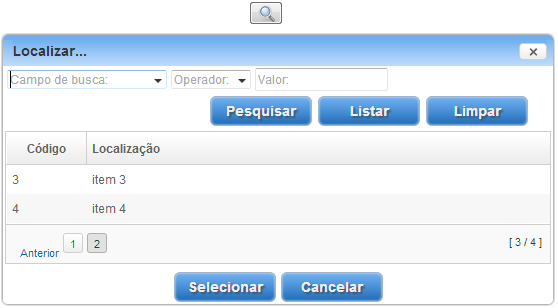 Localizar...
Campo de busca: Operador: Valor:
Pesquisar Listar Limpar
Código Localização
3 item 3
4 item 4
Anterior 1 2 [ 3 / 4 ]
Selecionar Cancelar